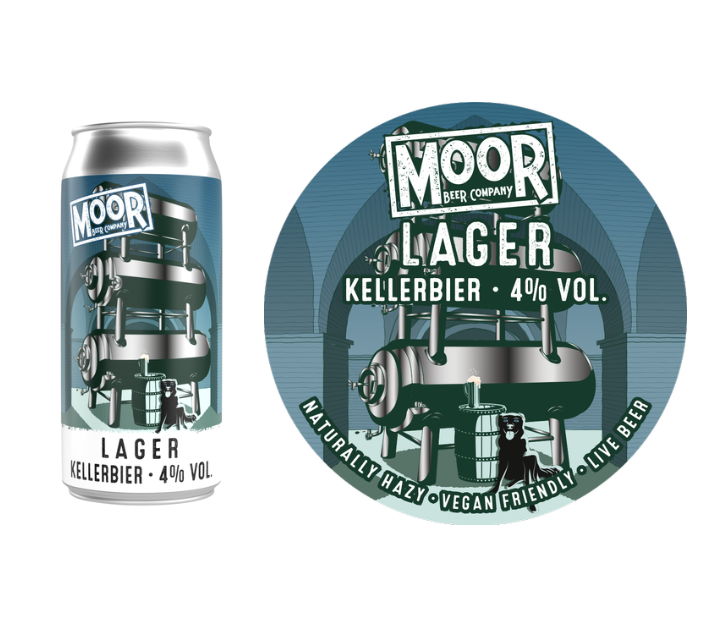 MOOR
BEER COMPANY
LAGER
KELLERBIER · 4% VOL.
MOOR
BEER COMPANY
LAGER
KELLERBIER · 4% VOL.
NATURALLY HAZY · VEGAN FRIENDLY · LIVE BEER